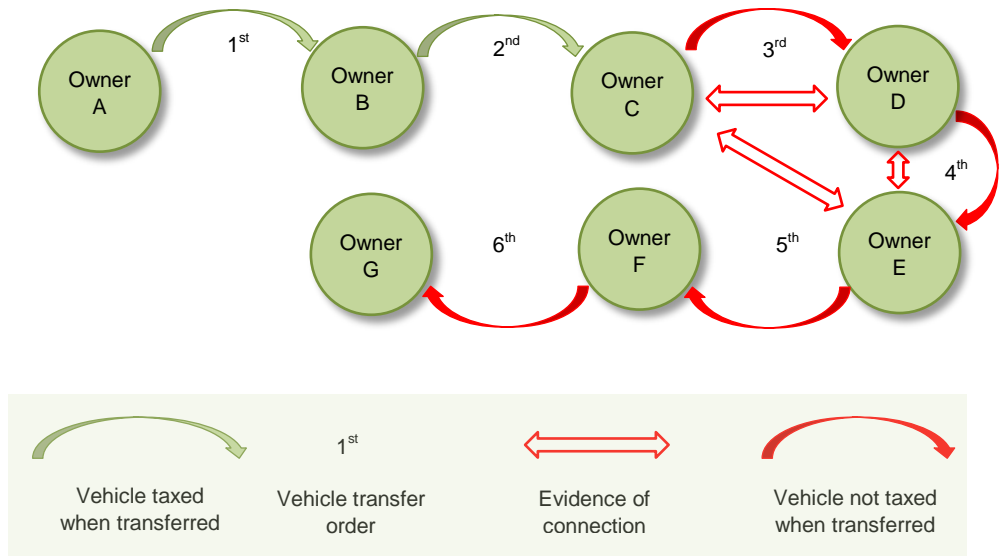 Owner
A
1st
Owner
B
2nd
Owner
C
3rd
Owner
D
4th
Owner
E
5th
Owner
F
6th
Owner
G
Vehicle taxed
when transferred
1st
Vehicle transfer
order
Evidence of
connection
Vehicle not taxed
when transferred